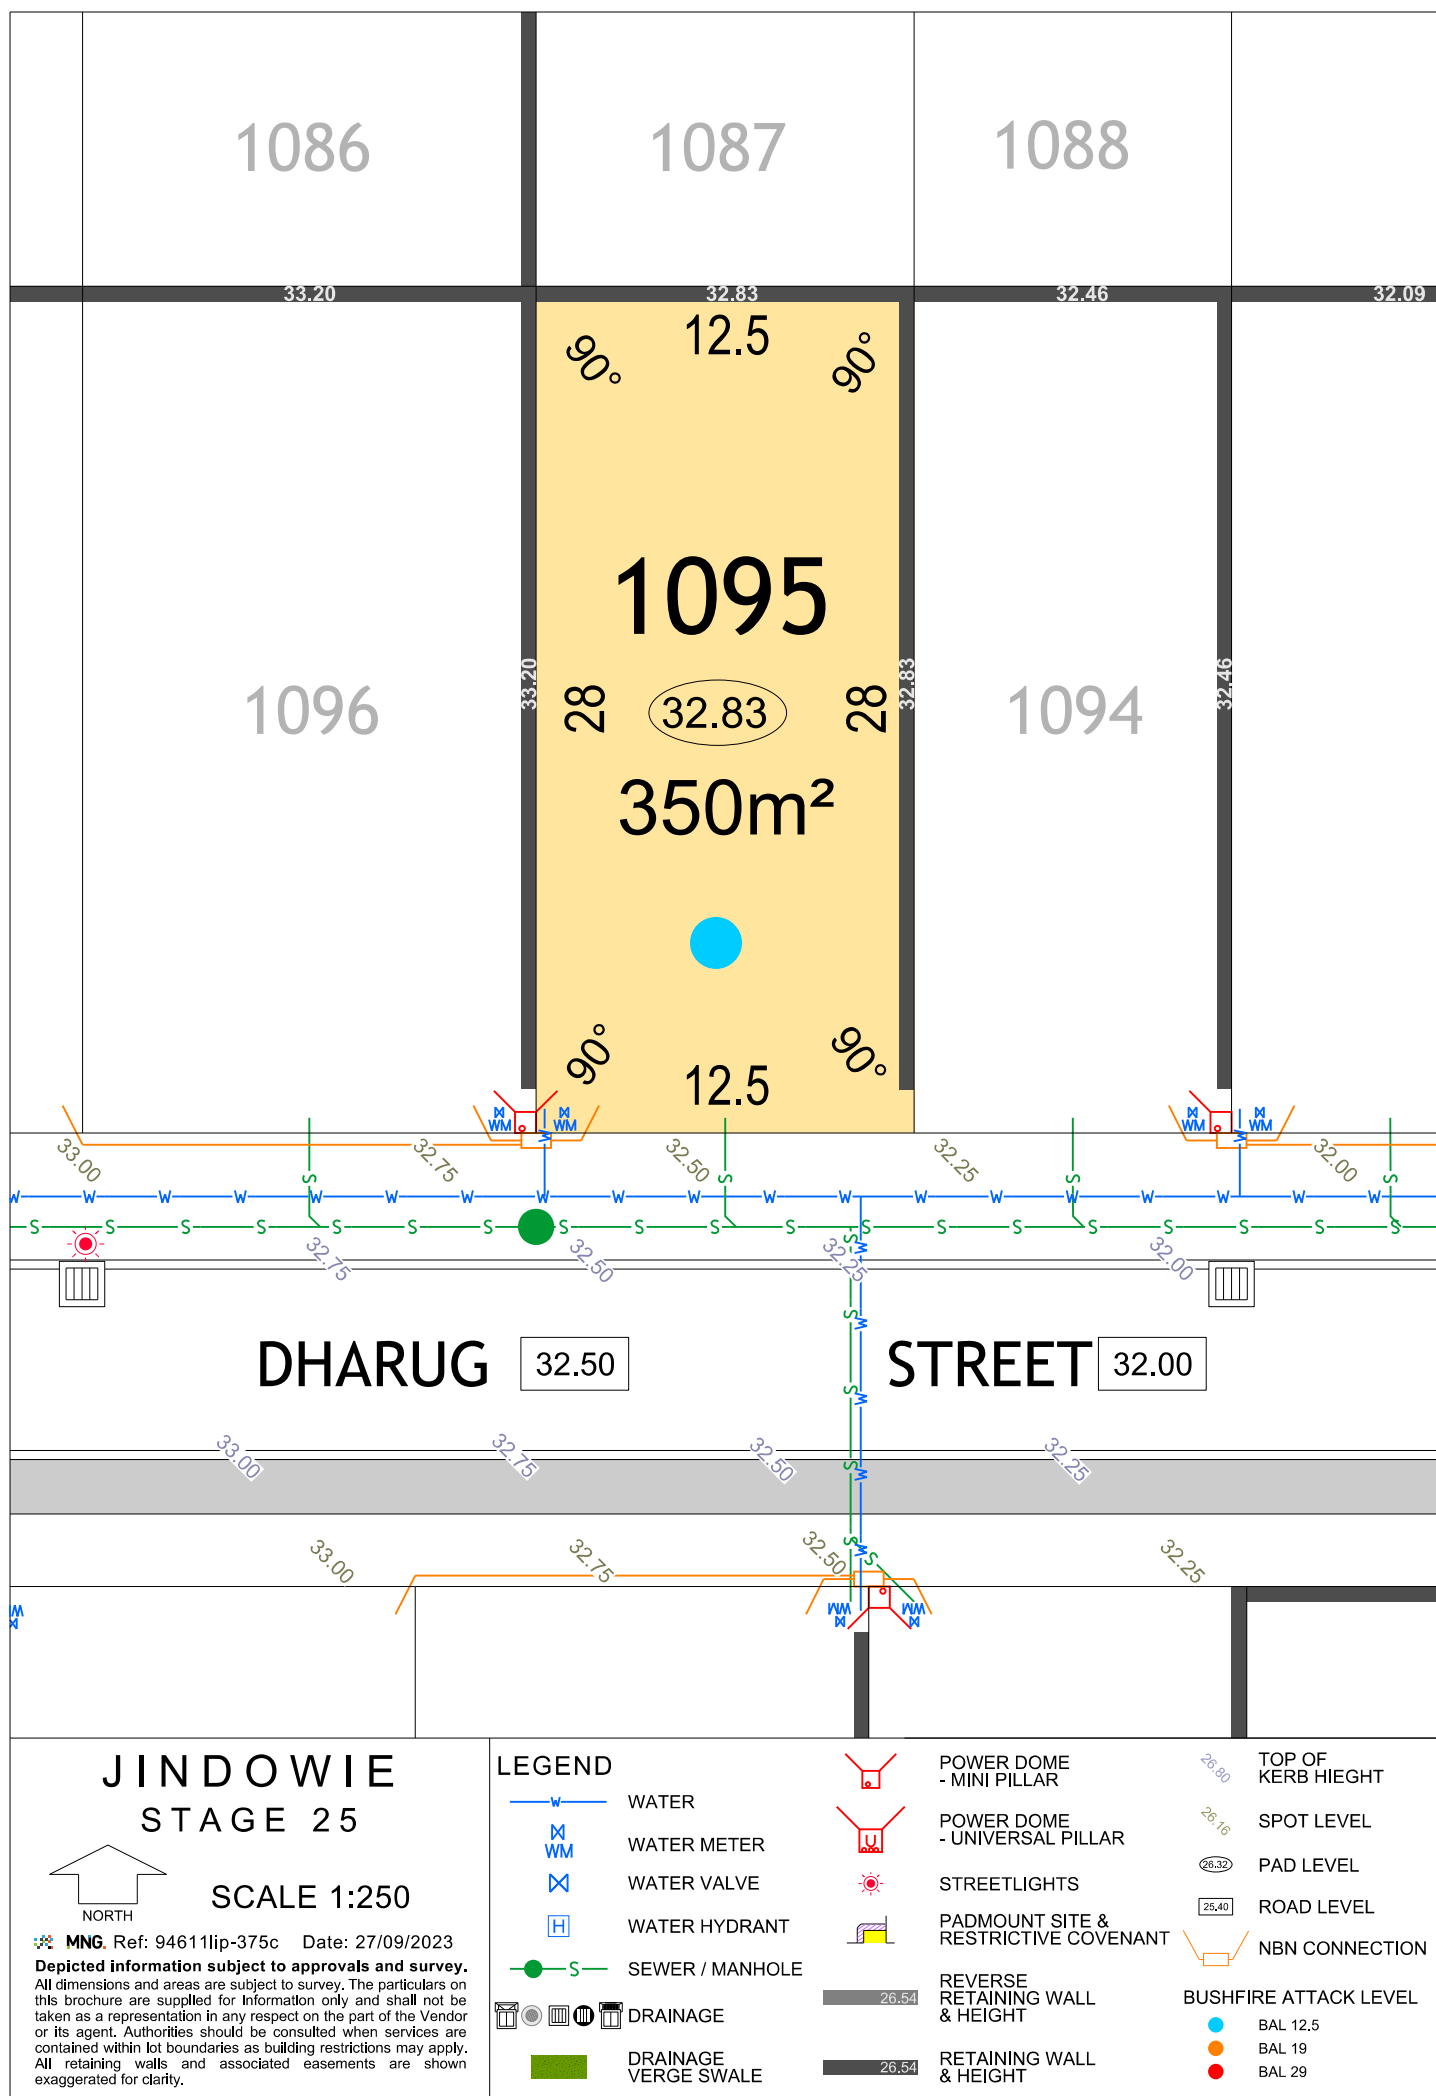 1086
1087
1088
33.20
32.83
32.46
32.09
12.5
90°
90°
1095
33.20
28
32.83
28
32.83
32.46
1096
1094
350m²
90°
90°
12.5
WM
WM
WM
WM
33.00
32.75
32.50
32.25
32.00
W W W W W W W W W W W W W W W W W W W
S S S S S S S S S S S S S S S S S S S
32.75
32.50
32.25
32.00
DHARUG
32.50
STREET
32.00
33.00
32.75
32.50
32.25
33.00
32.75
32.50
32.25
WM
WM
WM
JINDOWIE
STAGE 25
NORTH
SCALE 1:250
MNG. Ref: 94611lip-375c Date: 27/09/2023
Depicted information subject to approvals and survey.
All dimensions and areas are subject to survey. The particulars on
this brochure are supplied for information only and shall not be
taken as a representation in any respect on the part of the Vendor
or its agent. Authorities should be consulted when services are
contained within lot boundaries as building restrictions may apply.
All retaining walls and associated easements are shown
exaggerated for clarity.
LEGEND
W WATER
WM WATER METER
WATER VALVE
H WATER HYDRANT
S SEWER / MANHOLE
DRAINAGE
DRAINAGE
VERGE SWALE
POWER DOME
- MINI PILLAR
U POWER DOME
- UNIVERSAL PILLAR
STREETLIGHTS
PADMOUNT SITE &
RESTRICTIVE COVENANT
REVERSE
26.54 RETAINING WALL
& HEIGHT
26.54 RETAINING WALL
& HEIGHT
26.80 TOP OF
KERB HIEGHT
26.16 SPOT LEVEL
26.32 PAD LEVEL
25.40 ROAD LEVEL
NBN CONNECTION
BUSHFIRE ATTACK LEVEL
BAL 12.5
BAL 19
BAL 29